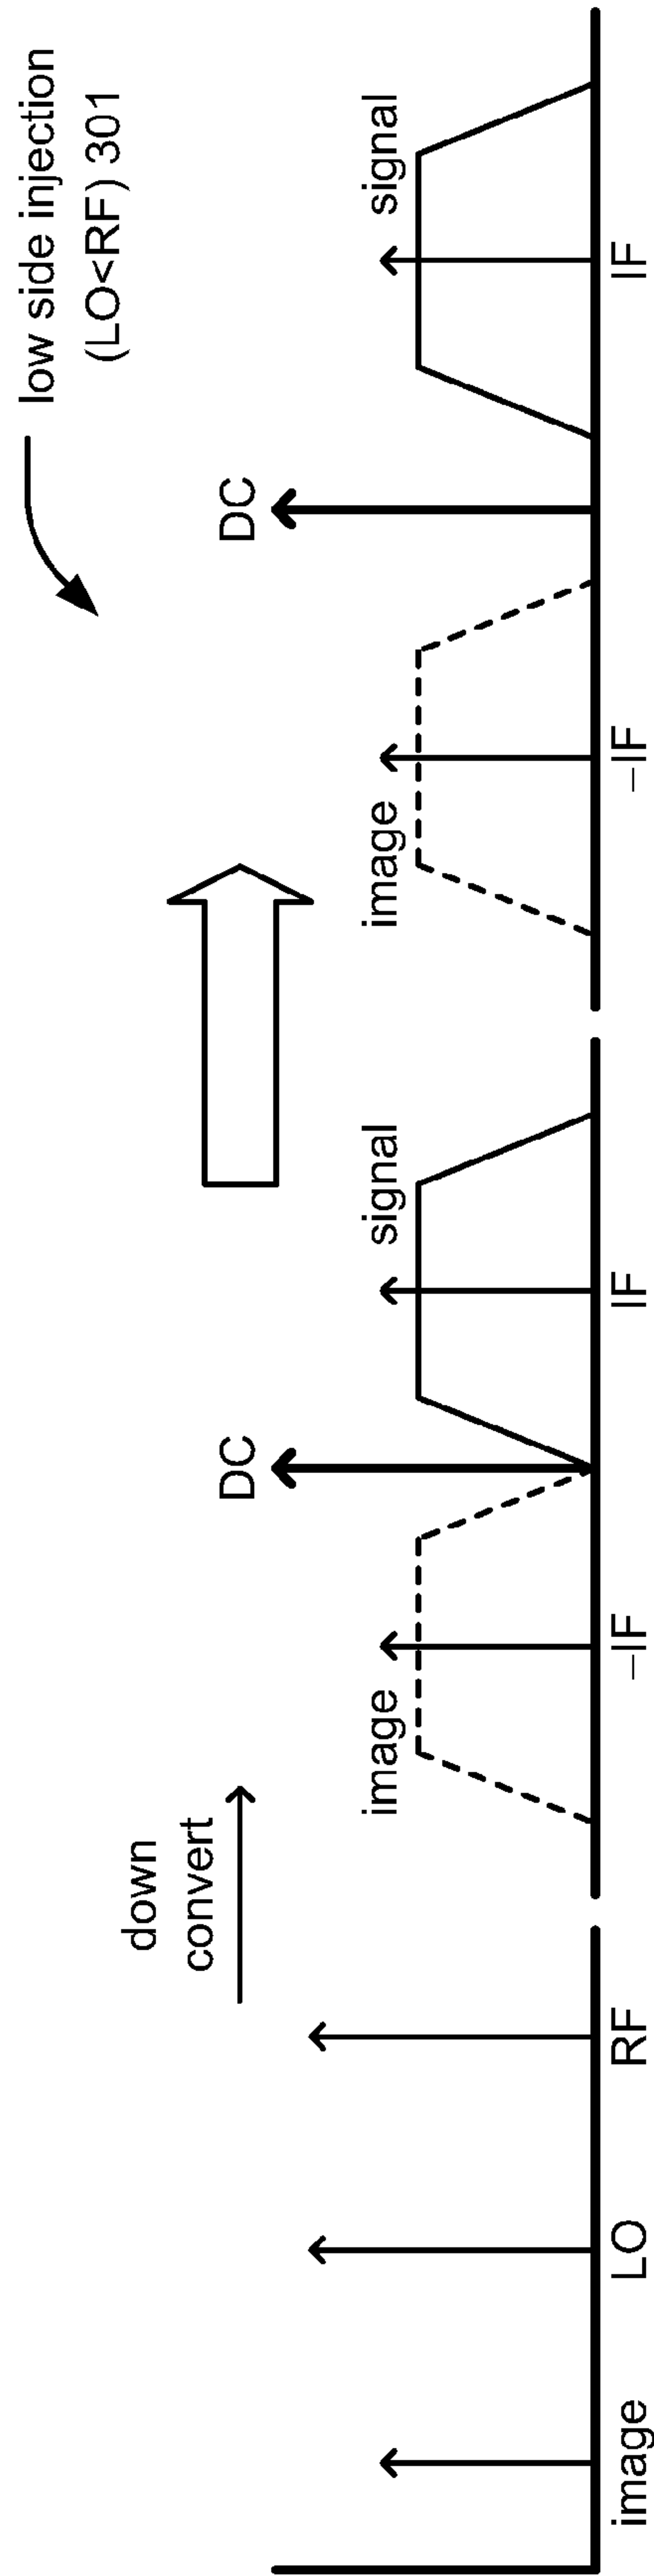 low side injection
(LO<RF) 301
down
convert
DC
DC
image
signal
image
signal
image
LO
RF
–IF
IF
–IF
IF